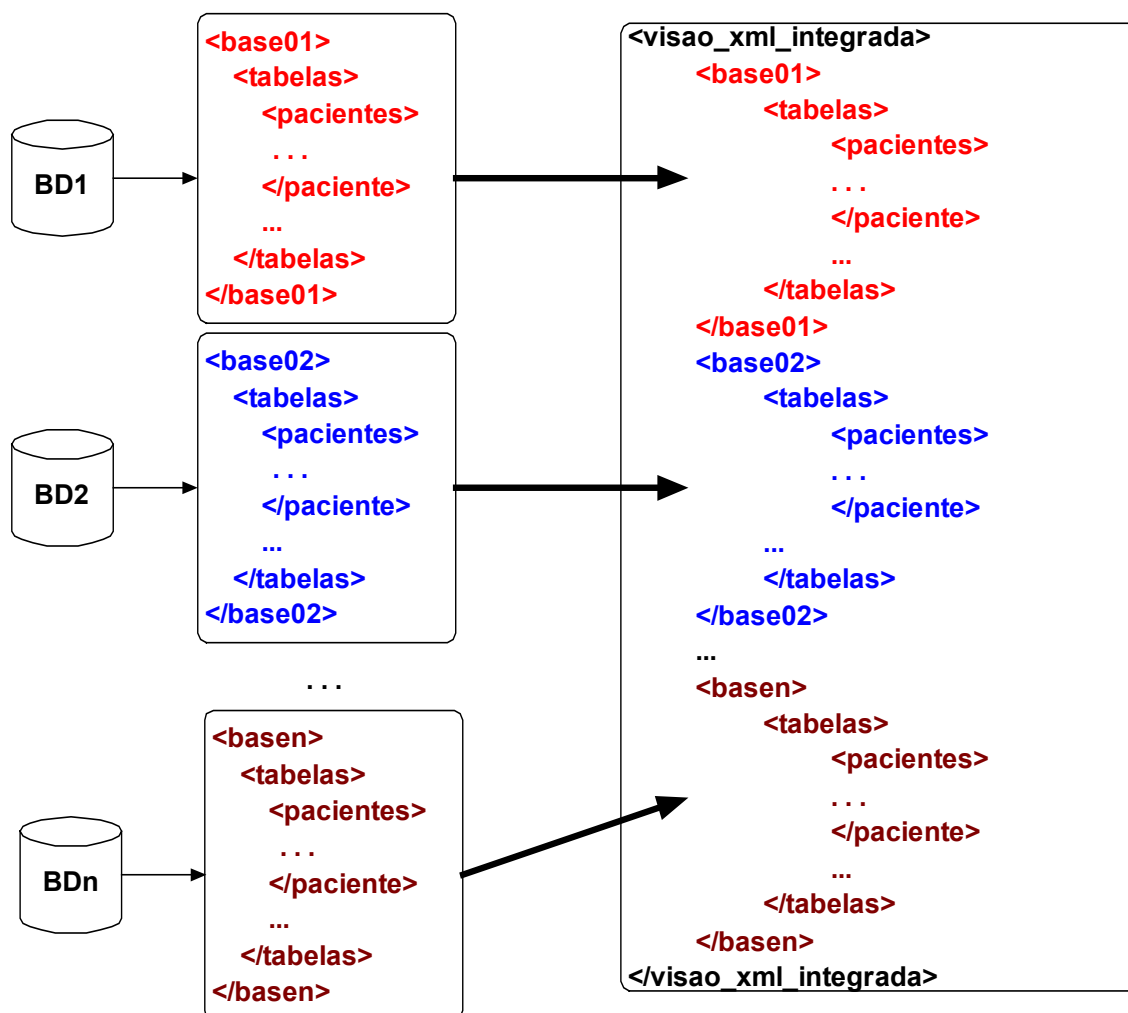 BD1
<base01>
<tabelas>
<pacientes>
. . .
</paciente>
...
</tabelas>
</base01>
BD2
<base02>
<tabelas>
<pacientes>
. . .
</paciente>
...
</tabelas>
</base02>
. . .
BDn
<basen>
<tabelas>
<pacientes>
. . .
</paciente>
...
</tabelas>
</basen>
<visao_xml_integrada>
<base01>
<tabelas>
<pacientes>
. . .
</paciente>
...
</tabelas>
</base01>
<base02>
<tabelas>
<pacientes>
. . .
</paciente>
...
</tabelas>
</base02>
...
<basen>
<tabelas>
<pacientes>
. . .
</paciente>
...
</tabelas>
</basen>
</visao_xml_integrada>